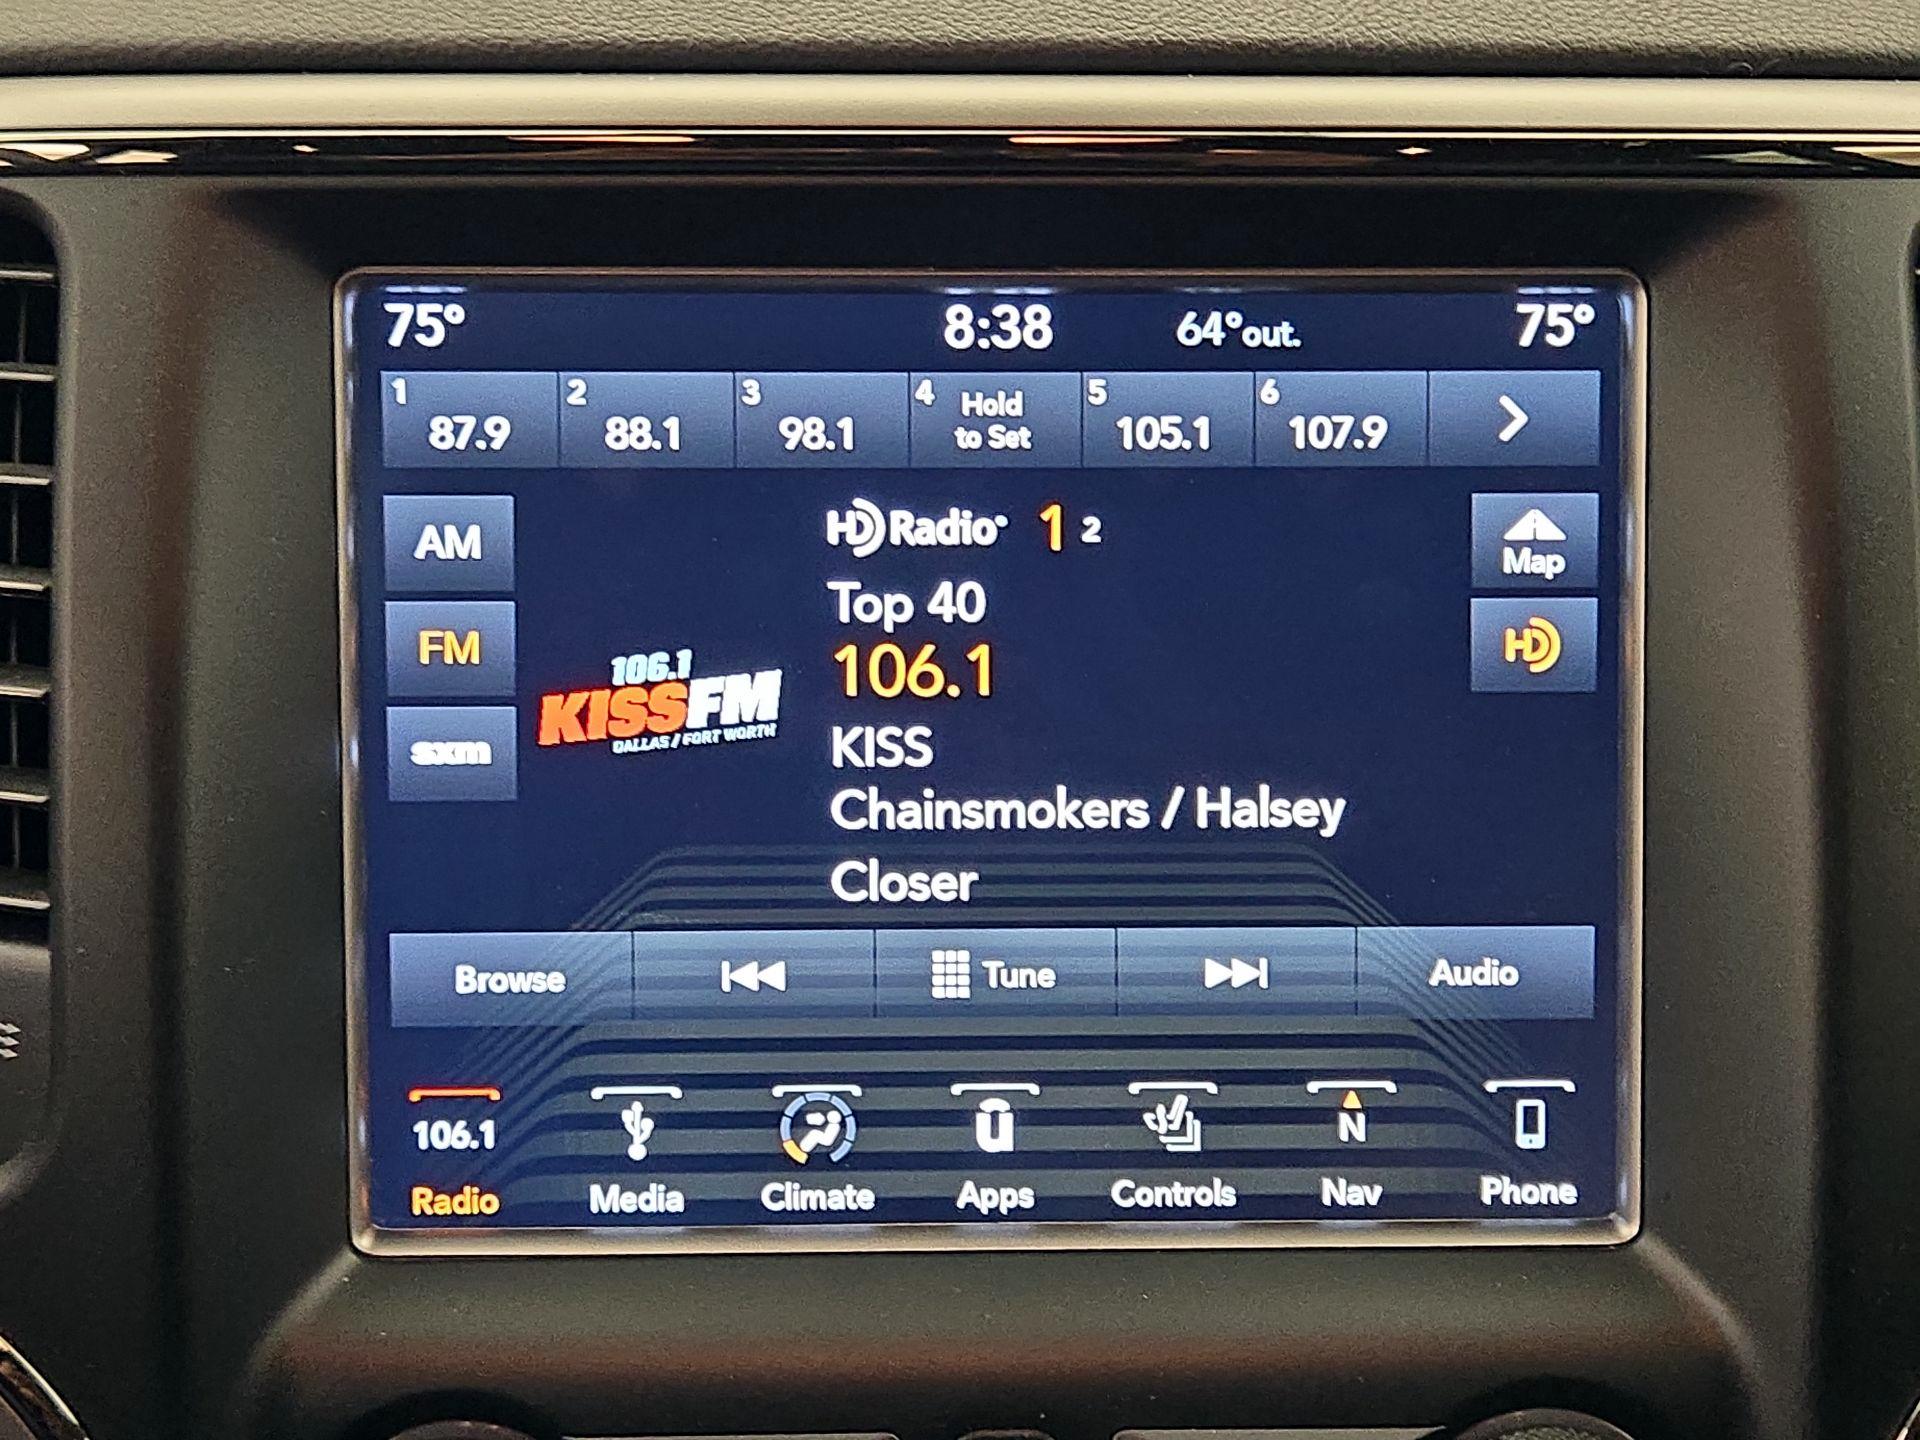 75° 8:38 64°out. 75°
1 87.9 2 88.1 3 98.1 4 Hold to Set 5 105.1 6 107.9
HD Radio 1 2
AM
Map
Top 40
FM
HD
106.1
106.1
KISSFM
DALLAS / FORT WORTH
sxm
KISS
Chainsmokers / Halsey
Closer
Browse Tune Audio
106.1 u N
Radio Media Climate Apps Controls Nav Phone